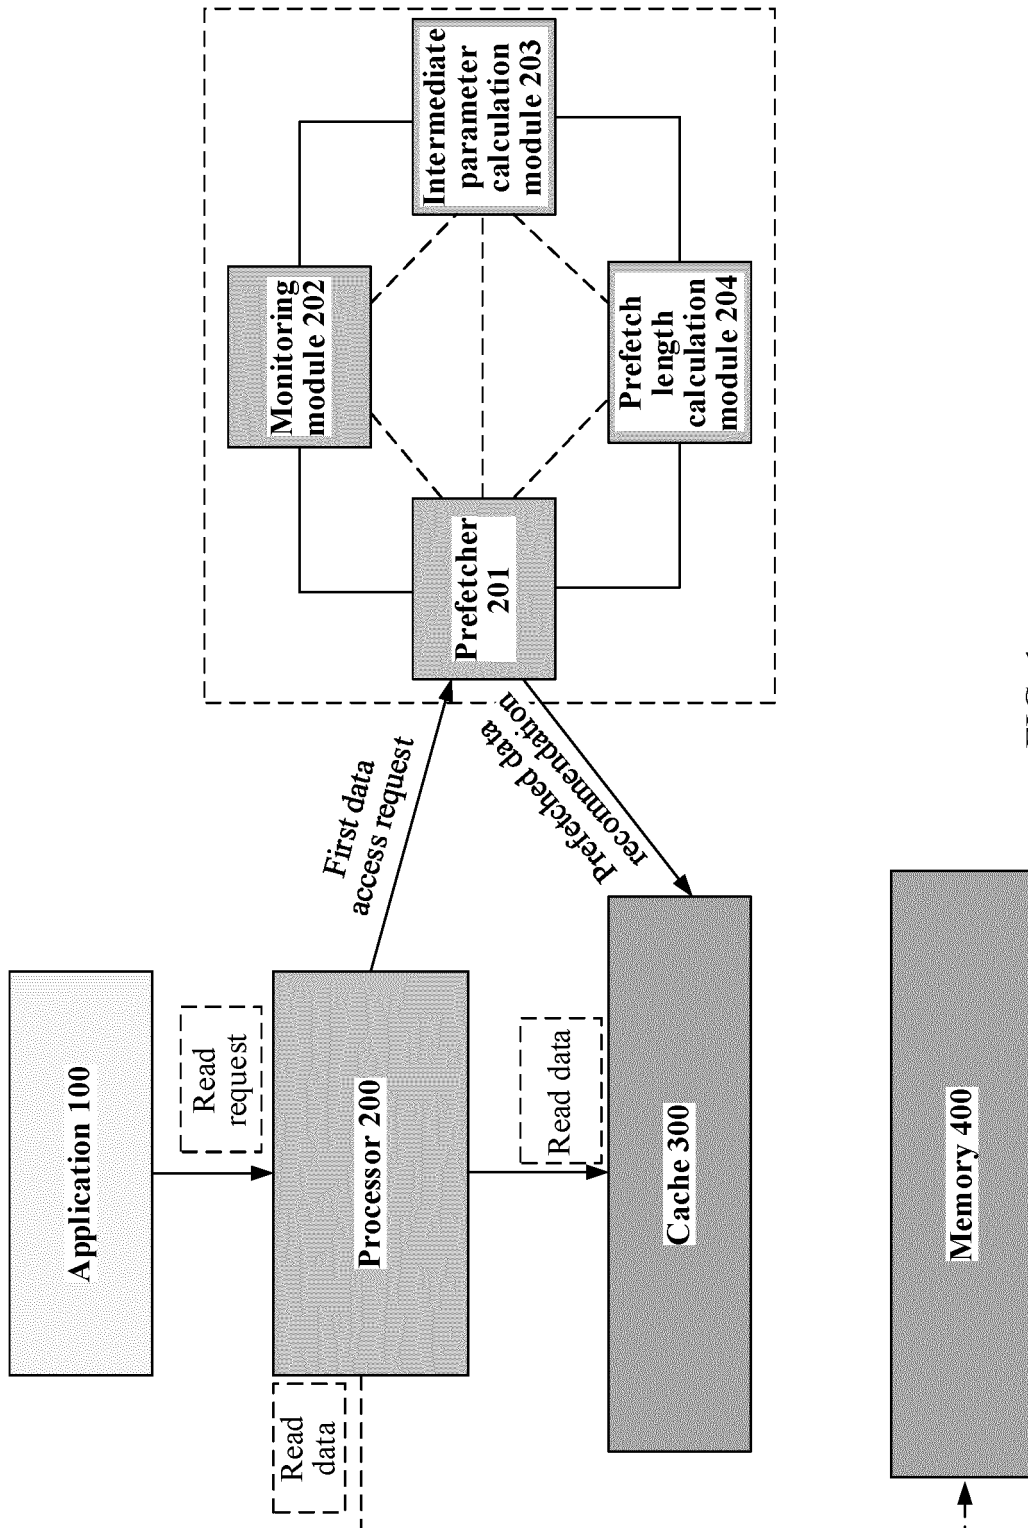 Application 100
Read
request
Processor 200
Read
data
Read data
Cache 300
Memory 400
First data
access request
Prefetched data
recommendation
Prefetcher
201
Monitoring
module 202
Intermediate
parameter
calculation
module 203
Prefetch
length
calculation
module 204